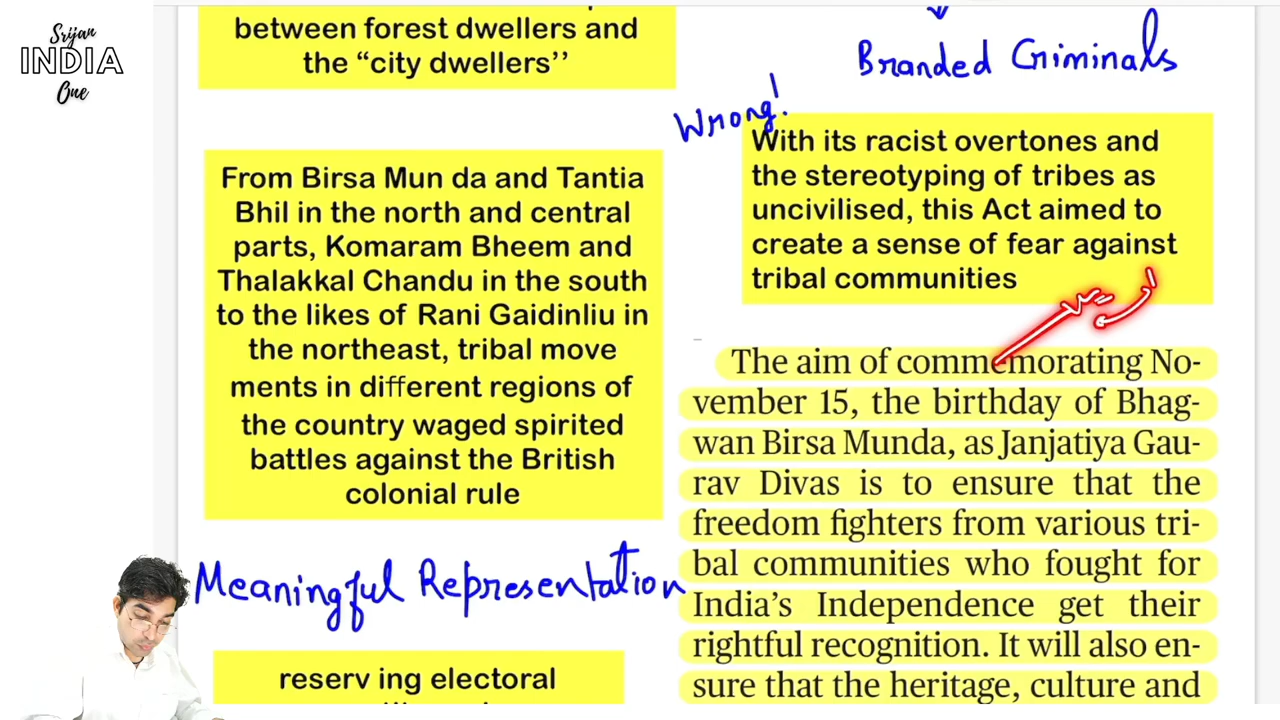 Srijan
INDIA
One
between forest dwellers and
the “city dwellers’’
From Birsa Mun da and Tantia
Bhil in the north and central
parts, Komaram Bheem and
Thalakkal Chandu in the south
to the likes of Rani Gaidinliu in
the northeast, tribal move
ments in different regions of
the country waged spirited
battles against the British
colonial rule
Meaningful Representation
reserv ing electoral
Branded Criminals
Wrong!
With its racist overtones and
the stereotyping of tribes as
uncivilised, this Act aimed to
create a sense of fear against
tribal communities
The aim of commemorating No-
vember 15, the birthday of Bhag-
wan Birsa Munda, as Janjatiya Gau-
rav Divas is to ensure that the
freedom fighters from various tri-
bal communities who fought for
India’s Independence get their
rightful recognition. It will also en-
sure that the heritage, culture and